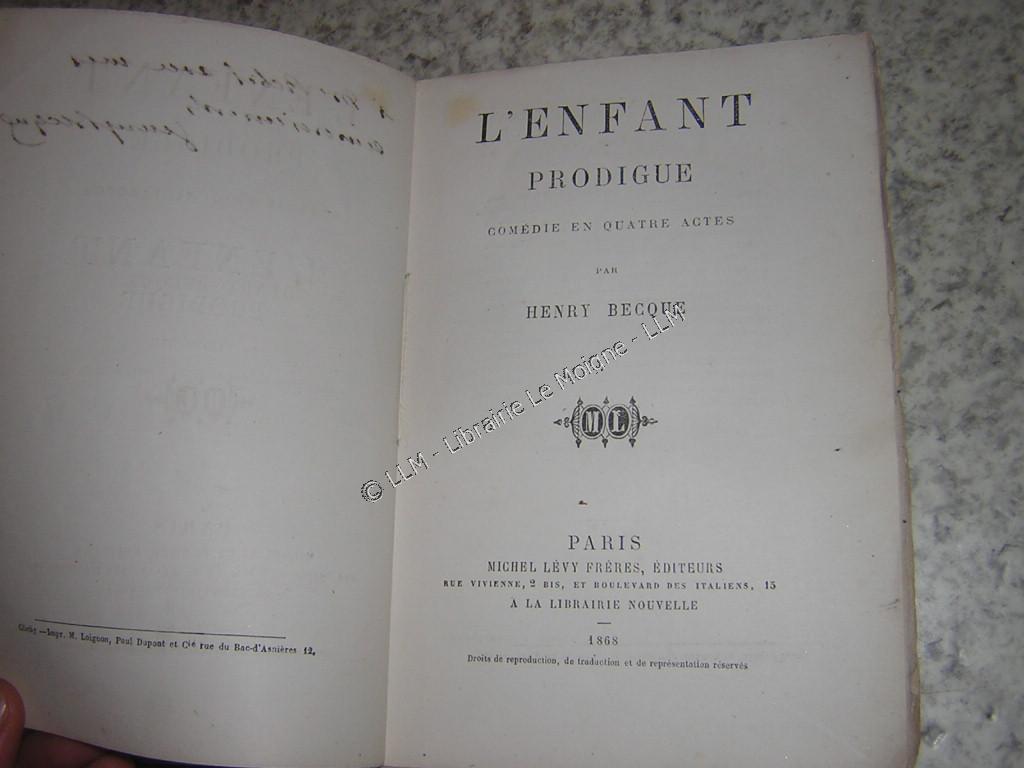 Clichy.—Impr. M. Loignon, Paul Dupont et Cie rue du Bac-d'Asnières 12.
L'ENFANT
PRODIGUE
COMÉDIE EN QUATRE ACTES
PAR
HENRY BECQUE
ML
PARIS
MICHEL LÉVY FRÈRES, ÉDITEURS
RUE VIVIENNE, 2 BIS, ET BOULEVARD DES ITALIENS, 15
A LA LIBRAIRIE NOUVELLE
1868
Droits de reproduction, de traduction et de représentation réservés
© LLM - Librairie Le Moigne - LLM